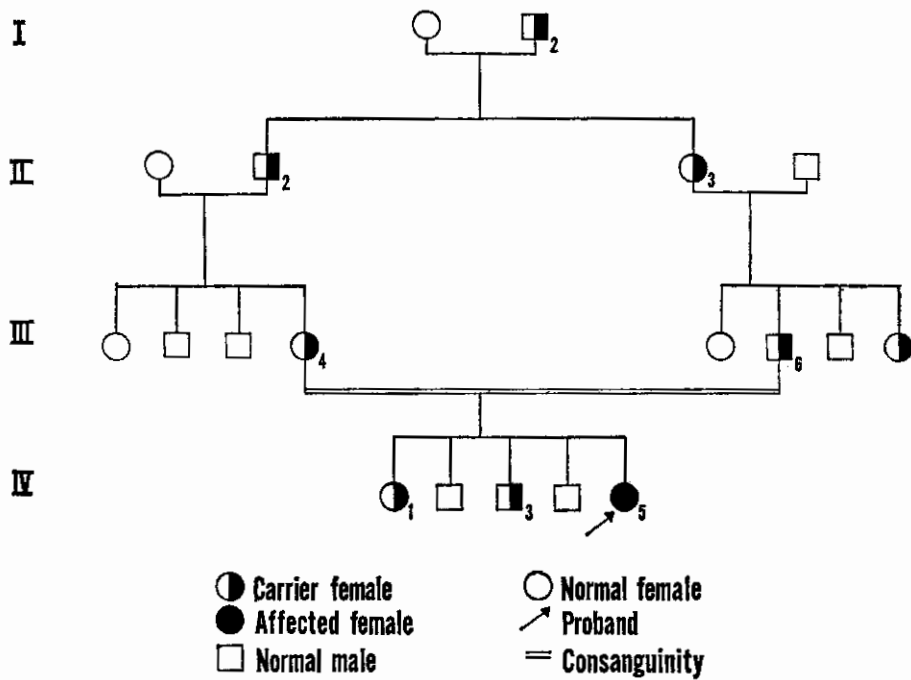 I
2
II
2
3
III
4
6
IV
1
3
5
Carrier female
Normal female
Affected female
Proband
Normal male
Consanguinity